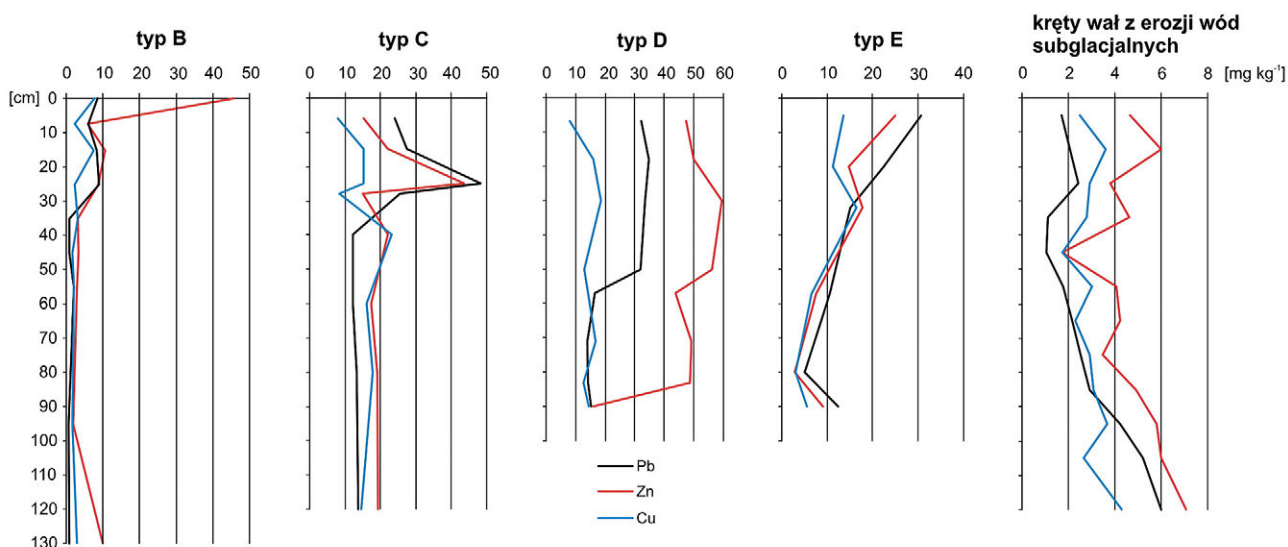 typ B
typ C
typ D
typ E
kręty wał z erozji wód
subglacjalnych
0 10 20 30 40 50
0 10 20 30 40 50
0 10 20 30 40 50 60
0 10 20 30 40
0 2 4 6 8
[mg kg⁻¹]
[cm]
0
10
20
30
40
50
60
70
80
90
100
110
120
130
Pb
Zn
Cu